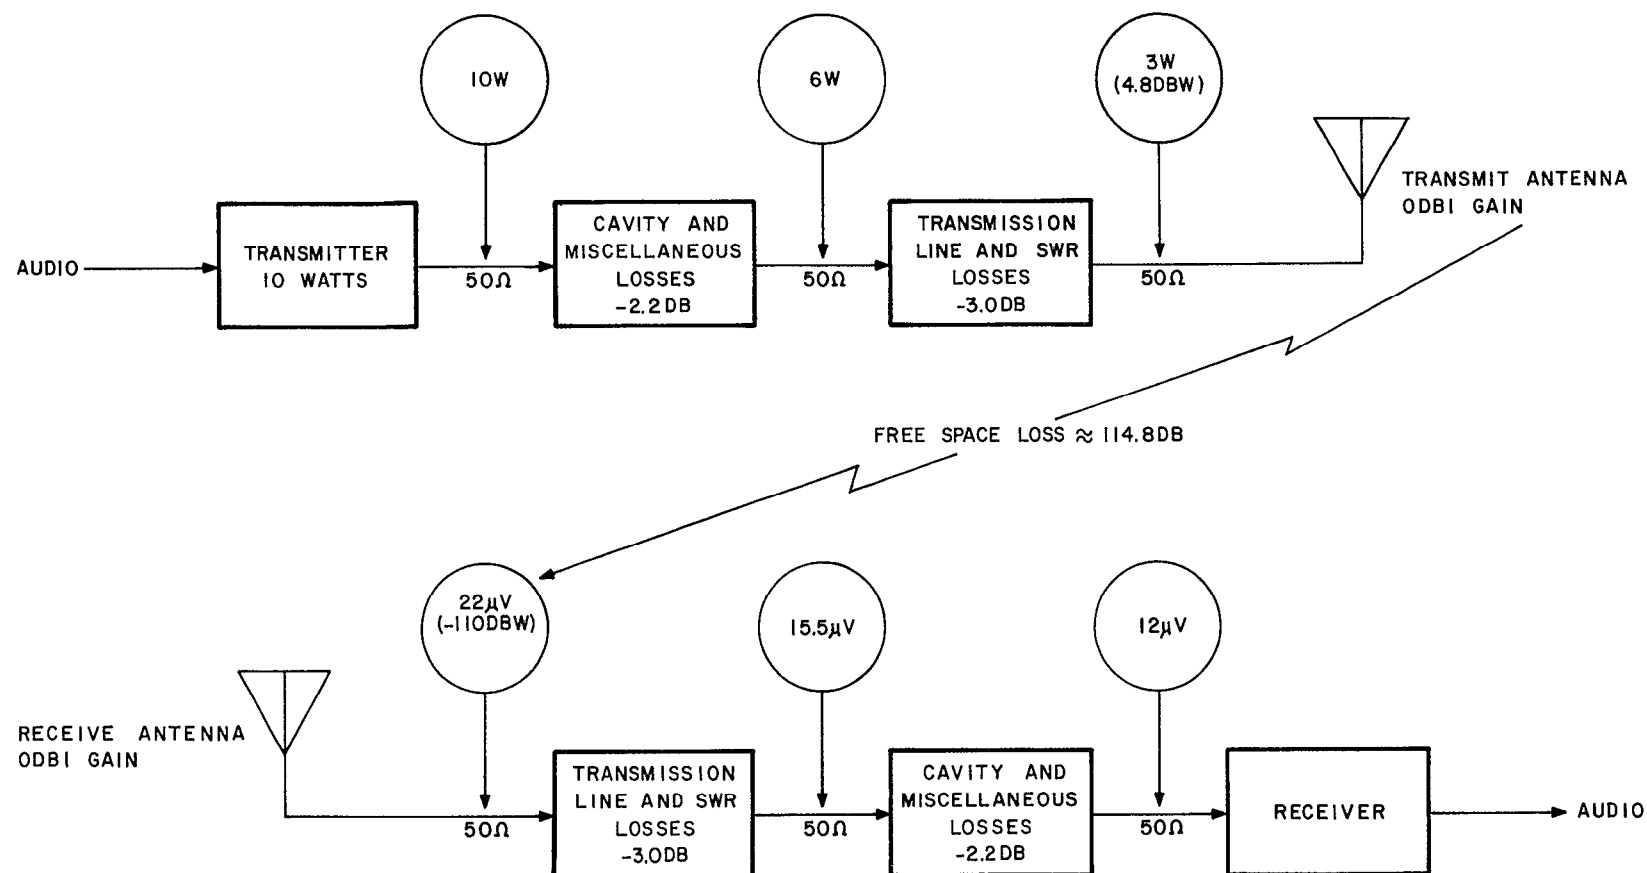 10W
6W
3W
(4.8DBW)
AUDIO
TRANSMITTER
10 WATTS
50Ω
CAVITY AND
MISCELLANEOUS
LOSSES
-2.2DB
50Ω
TRANSMISSION
LINE AND SWR
LOSSES
-3.0DB
50Ω
TRANSMIT ANTENNA
0DBI GAIN
FREE SPACE LOSS ≈ 114.8DB
22μV
(-110DBW)
15.5μV
12μV
RECEIVE ANTENNA
0DBI GAIN
50Ω
TRANSMISSION
LINE AND SWR
LOSSES
-3.0DB
50Ω
CAVITY AND
MISCELLANEOUS
LOSSES
-2.2DB
50Ω
RECEIVER
AUDIO